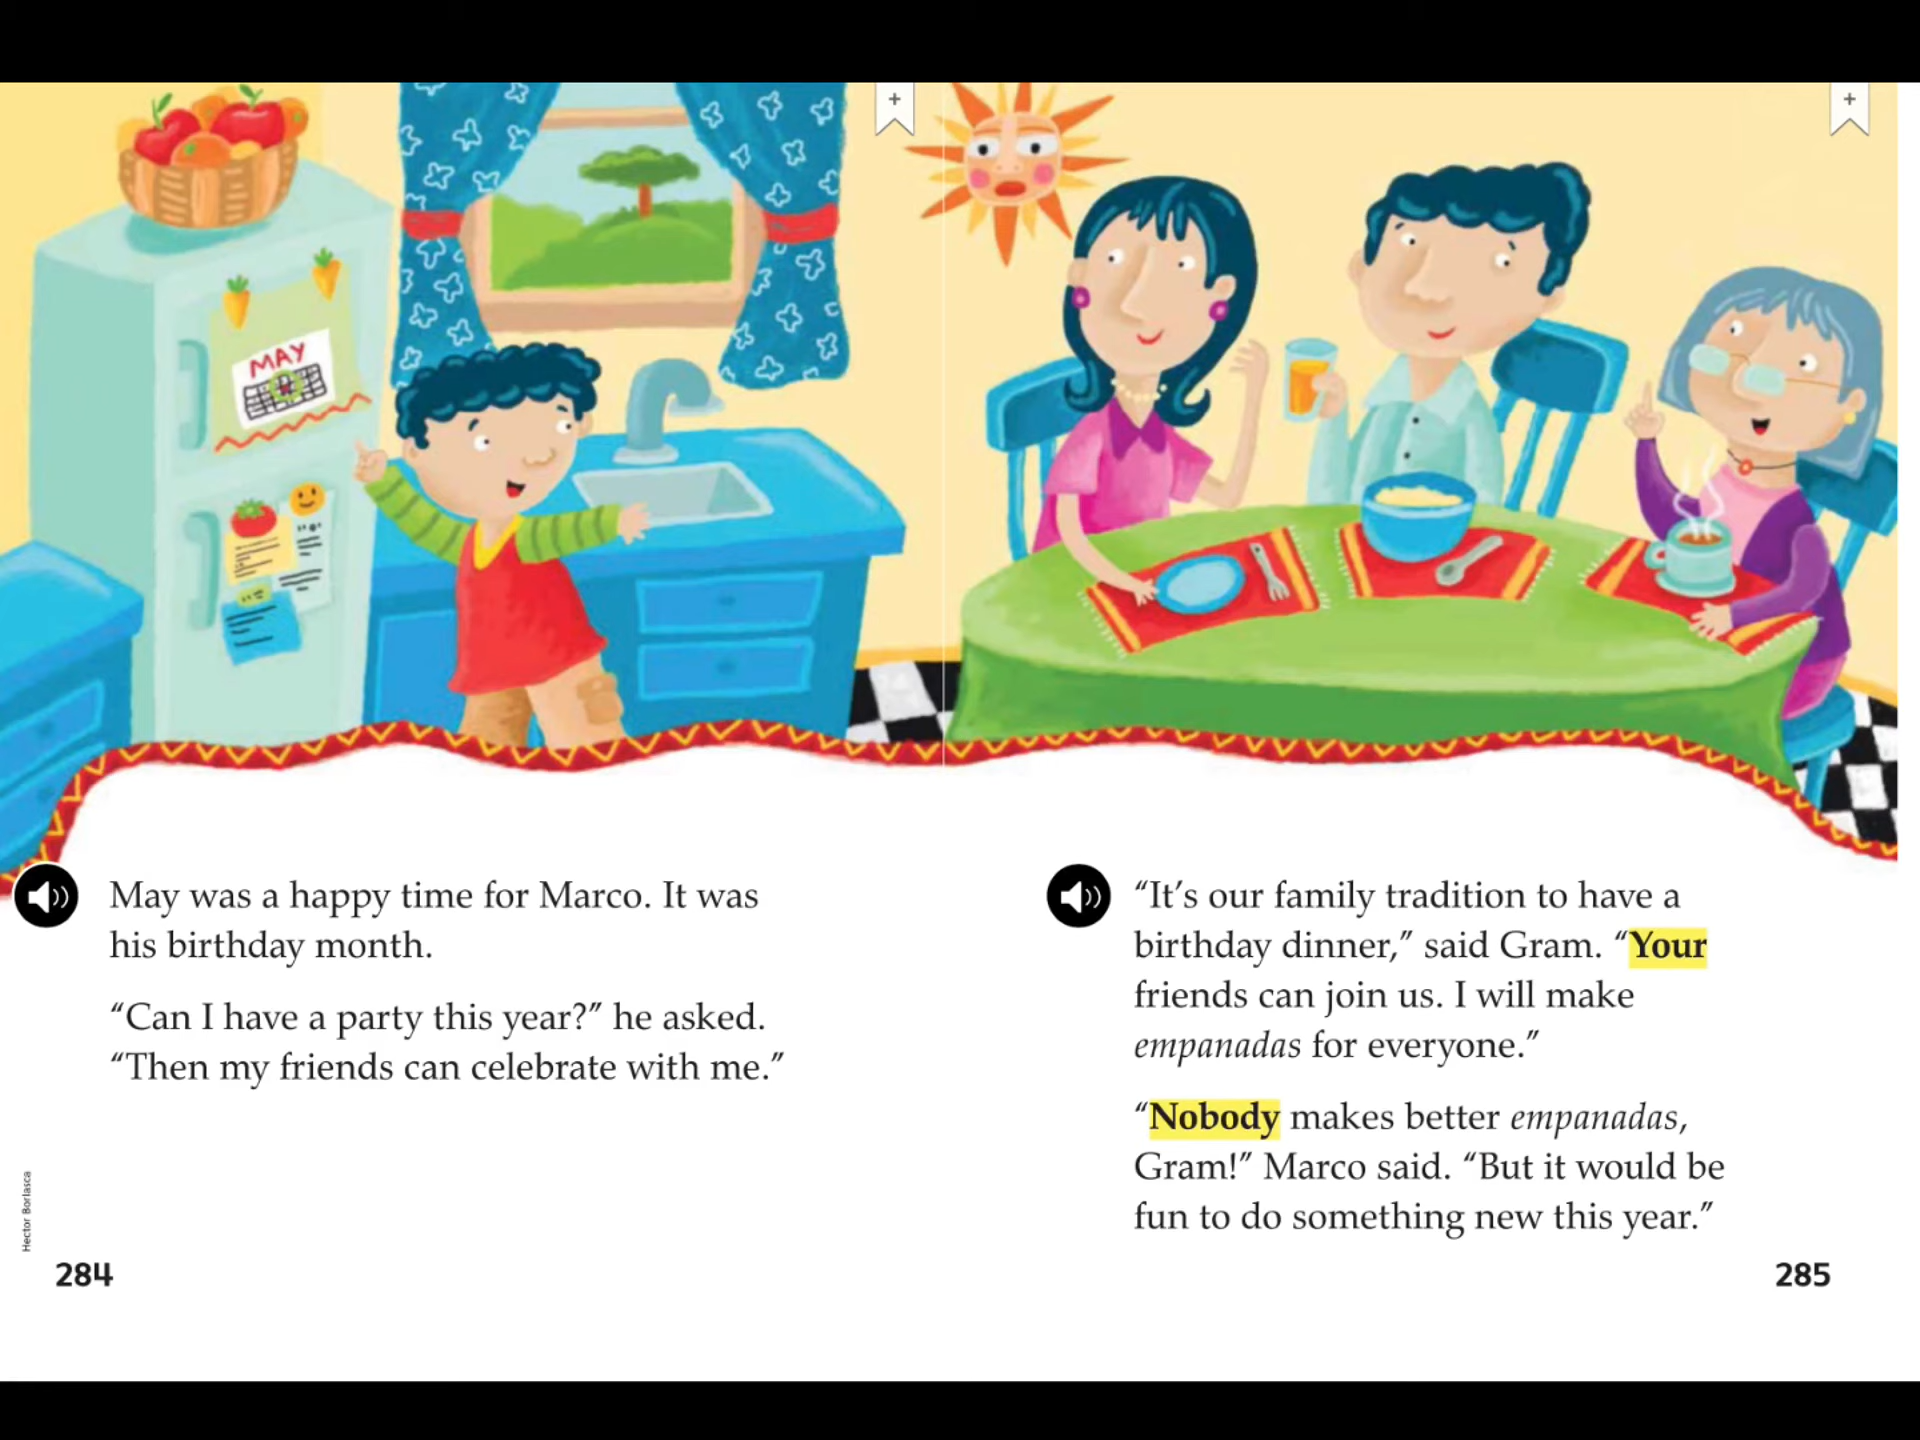 MAY
May was a happy time for Marco. It was
his birthday month.
“Can I have a party this year?” he asked.
“Then my friends can celebrate with me.”
Hector Borlasca
284
“It’s our family tradition to have a
birthday dinner,” said Gram. “Your
friends can join us. I will make
empanadas for everyone.”
“Nobody makes better empanadas,
Gram!” Marco said. “But it would be
fun to do something new this year.”
285